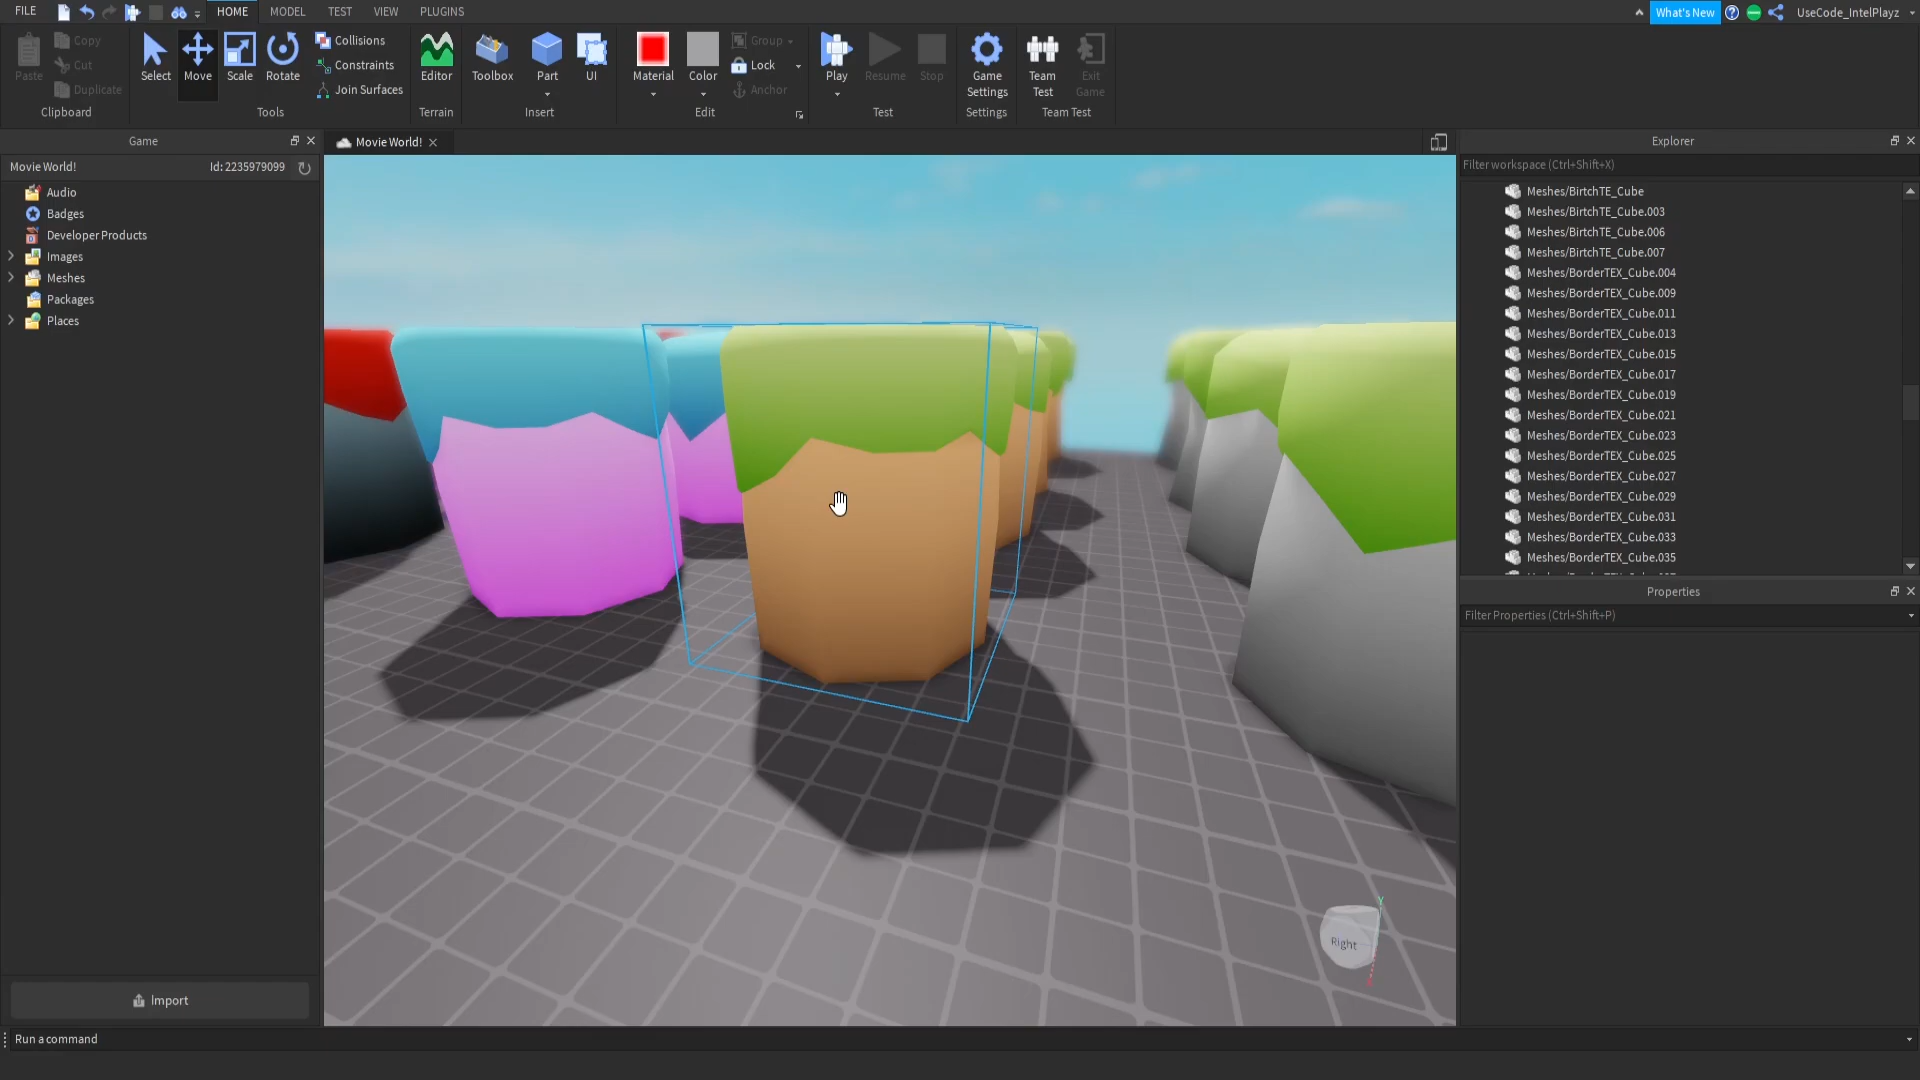 FILE
HOME
MODEL
TEST
VIEW
PLUGINS
What's New
UseCode_IntelPlayz
Paste
Copy
Cut
Duplicate
Clipboard
Select
Move
Scale
Rotate
Collisions
Constraints
Join Surfaces
Tools
Editor
Terrain
Toolbox
Part
UI
Insert
Material
Color
Group
Lock
Anchor
Edit
Play
Resume
Stop
Test
Game
Settings
Settings
Team
Test
Exit
Game
Team Test
Game
Movie World!
Id: 2235979099
Audio
Badges
Developer Products
Images
Meshes
Packages
Places
Import
Movie World!
Right
Explorer
Filter workspace (Ctrl+Shift+X)
Meshes/BirtchTE_Cube
Meshes/BirtchTE_Cube.003
Meshes/BirtchTE_Cube.006
Meshes/BirtchTE_Cube.007
Meshes/BorderTEX_Cube.004
Meshes/BorderTEX_Cube.009
Meshes/BorderTEX_Cube.011
Meshes/BorderTEX_Cube.013
Meshes/BorderTEX_Cube.015
Meshes/BorderTEX_Cube.017
Meshes/BorderTEX_Cube.019
Meshes/BorderTEX_Cube.021
Meshes/BorderTEX_Cube.023
Meshes/BorderTEX_Cube.025
Meshes/BorderTEX_Cube.027
Meshes/BorderTEX_Cube.029
Meshes/BorderTEX_Cube.031
Meshes/BorderTEX_Cube.033
Meshes/BorderTEX_Cube.035
Properties
Filter Properties (Ctrl+Shift+P)
Run a command